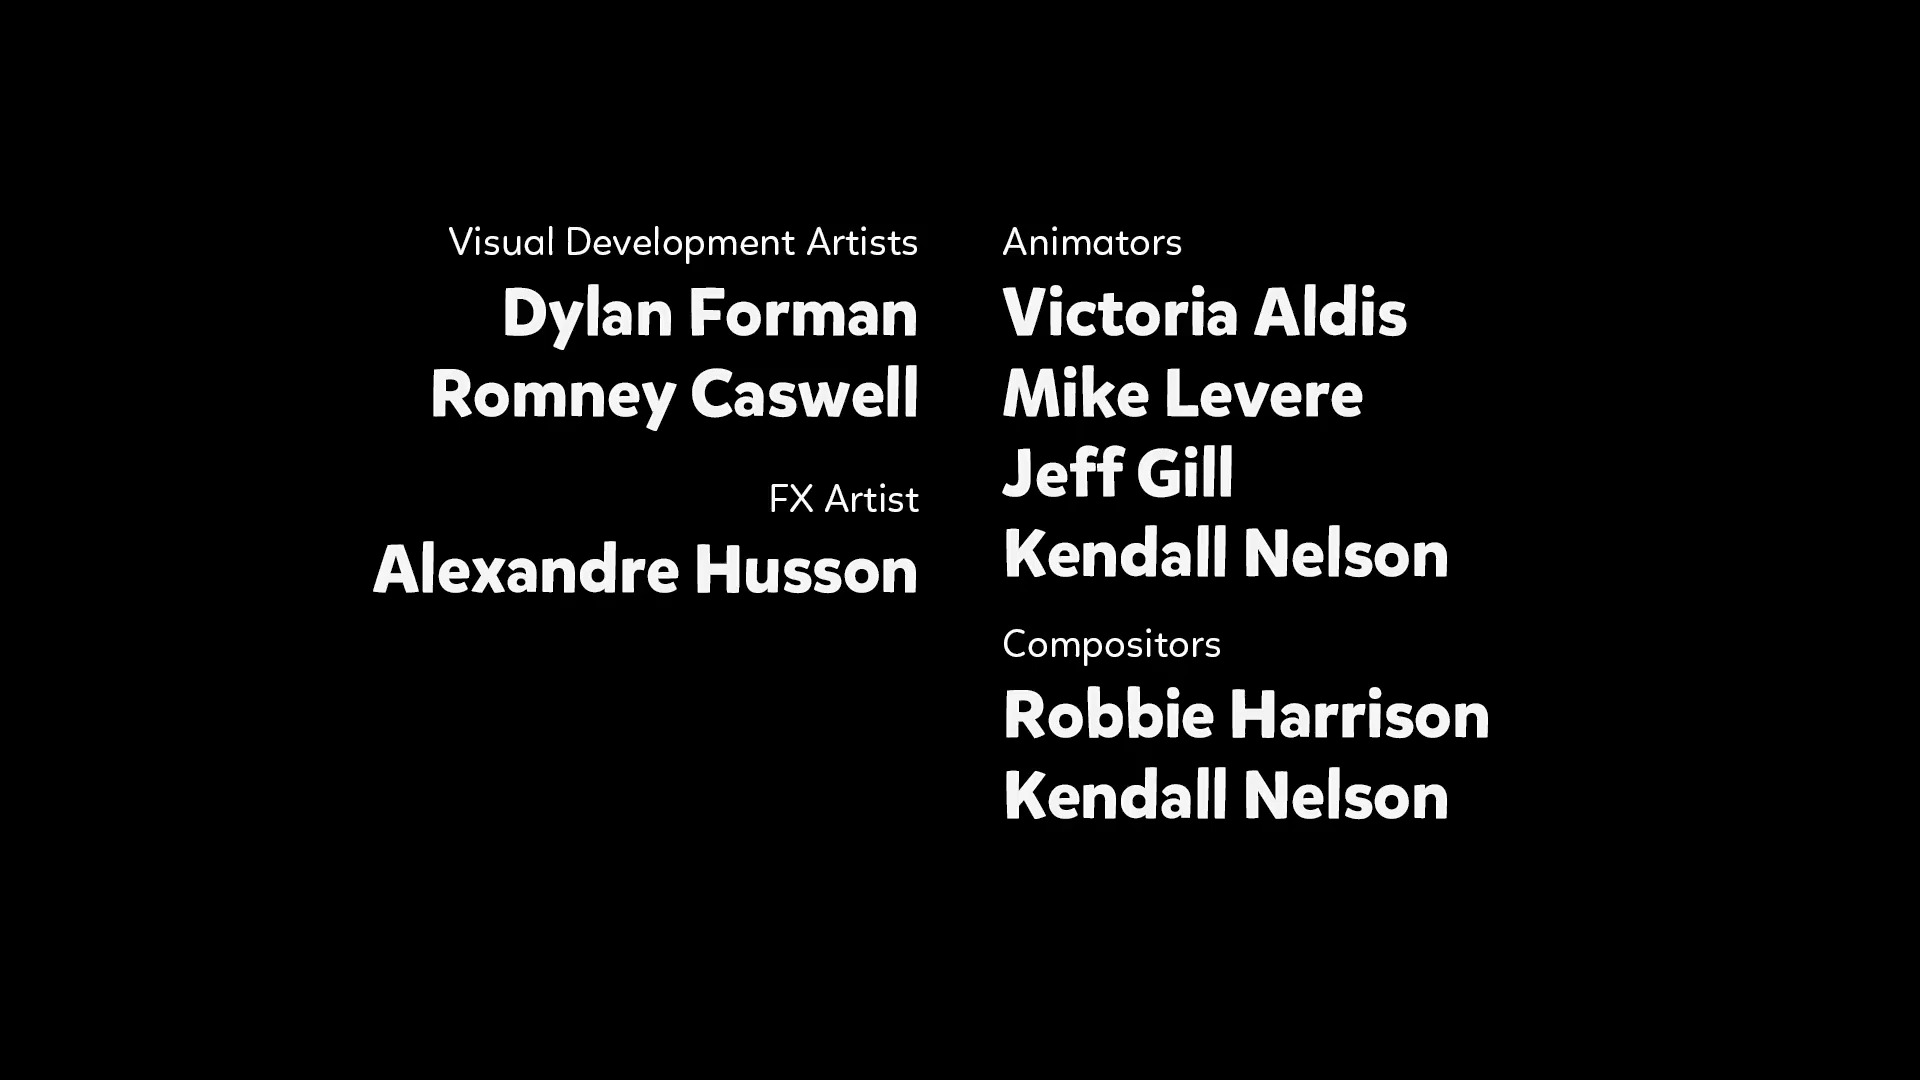 Visual Development Artists
Dylan Forman
Romney Caswell
FX Artist
Alexandre Husson
Animators
Victoria Aldis
Mike Levere
Jeff Gill
Kendall Nelson
Compositors
Robbie Harrison
Kendall Nelson